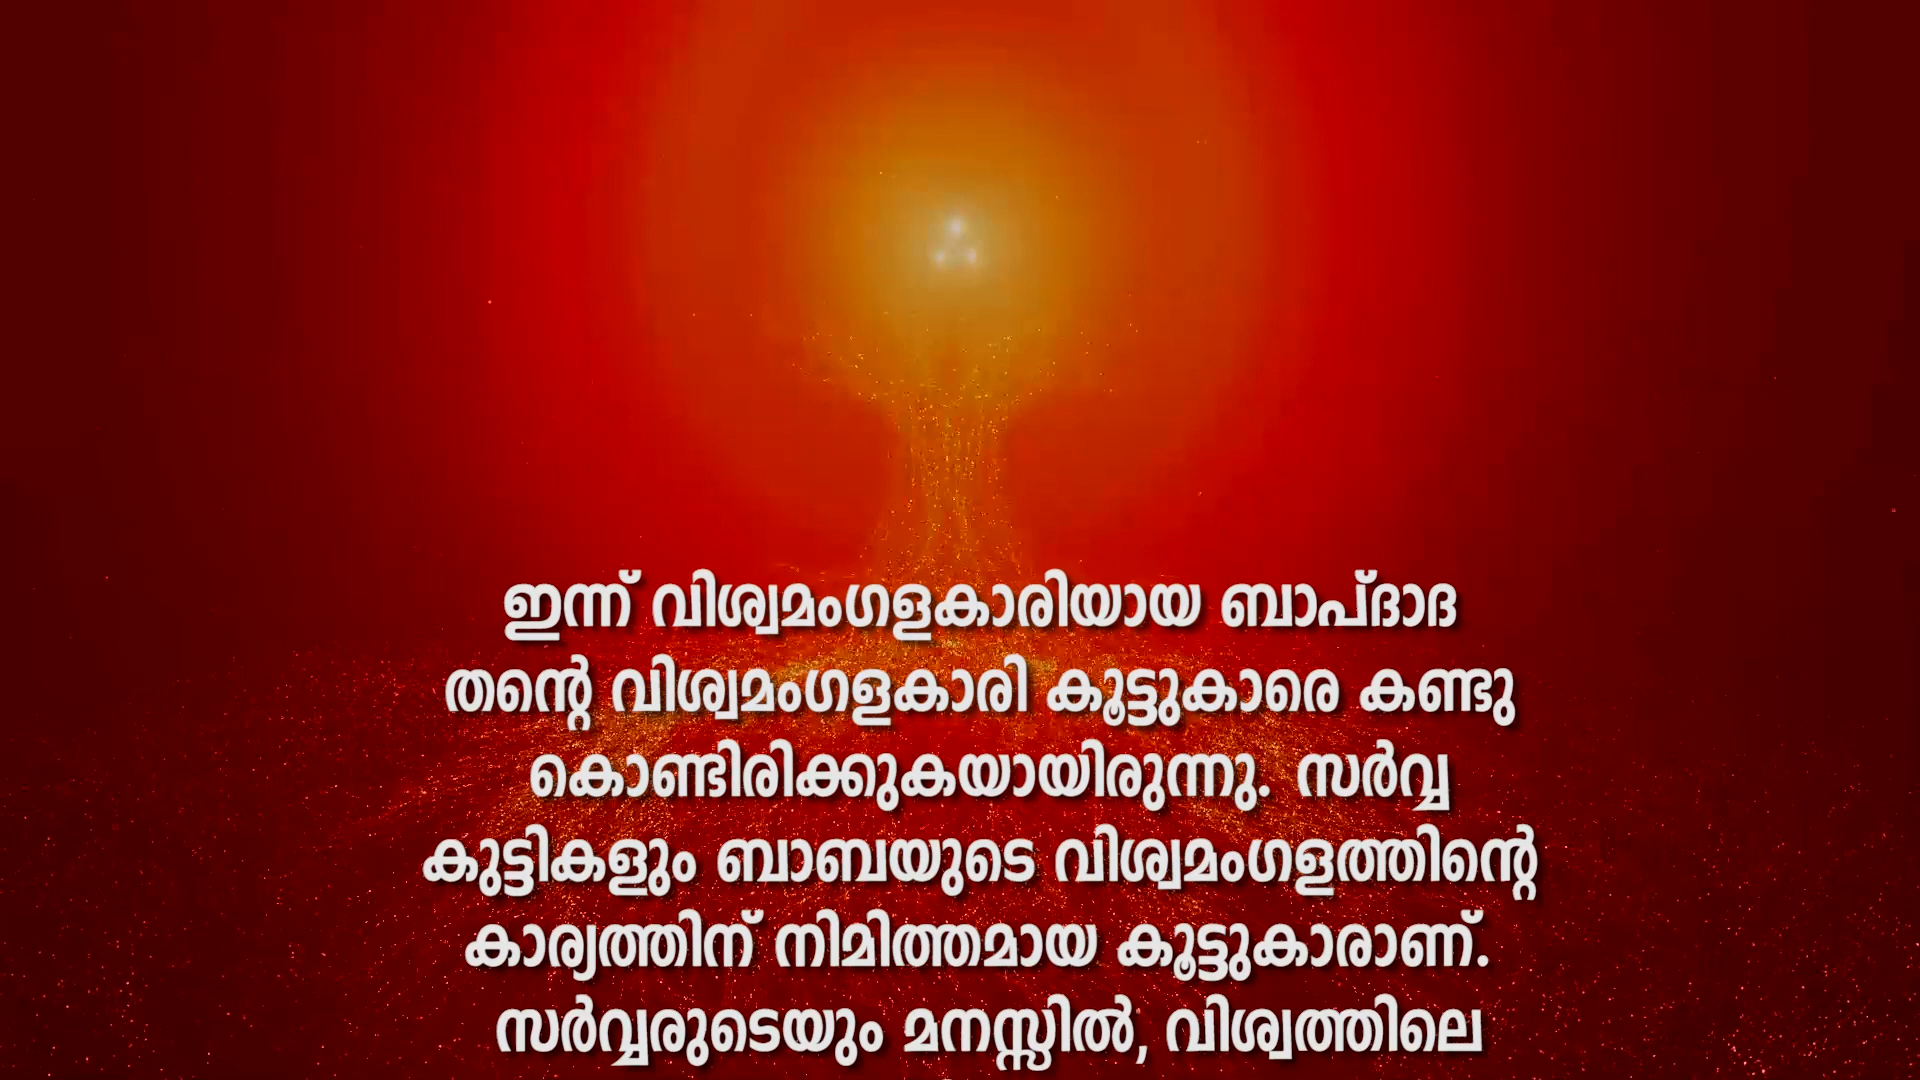 ഇന്ന് വിശ്വമംഗളകാരിയായ ബാപ്ദാദ
തന്റെ വിശ്വമംഗളകാരി കൂട്ടുകാരെ കണ്ടു
കൊണ്ടിരിക്കുകയായിരുന്നു. സർവ്വ
കുട്ടികളും ബാബയുടെ വിശ്വമംഗളത്തിന്റെ
കാര്യത്തിന് നിമിത്തമായ കൂട്ടുകാരാണ്.
സർവ്വരുടെയും മനസ്സിൽ, വിശ്വത്തിലെ